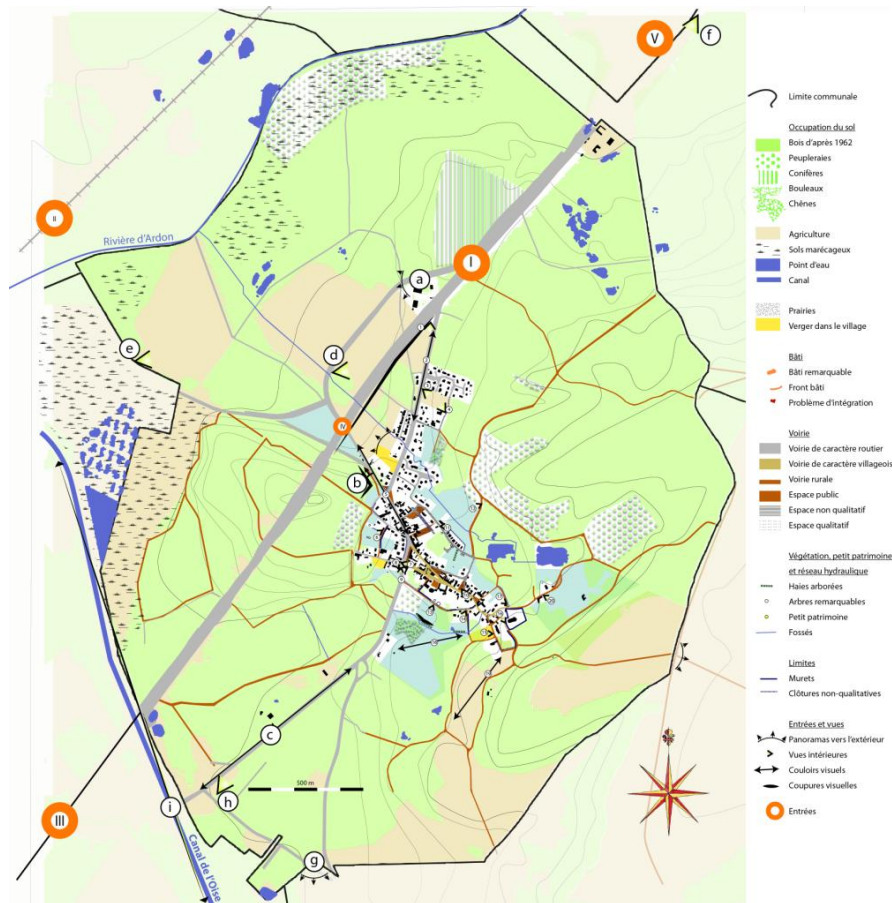 V
f
II
Rivière d'Ardon
I
a
e
d
IV
b
c
500 m
i
h
III
g
Canal de l'Oise
Limite communale
Occupation du sol
Bois d'après 1962
Peupleraies
Conifères
Bouleaux
Chênes
Agriculture
Sols marécageux
Point d'eau
Canal
Prairies
Verger dans le village
Bâti
Bâti remarquable
Front bâti
Problème d'Intégration
Voirie
Voirie de caractère routier
Voirie de caractère villageois
Voirie rurale
Espace public
Espace non qualitatif
Espace qualitatif
Végétation, petit patrimoine
et réseau hydraulique
Haies arborées
Arbres remarquables
Petit patrimoine
Fossés
Limites
Murets
Clôtures non-qualitatives
Entrées et vues
Panoramas vers l'extérieur
Vues intérieures
Couloirs visuels
Coupures visuelles
Entrées